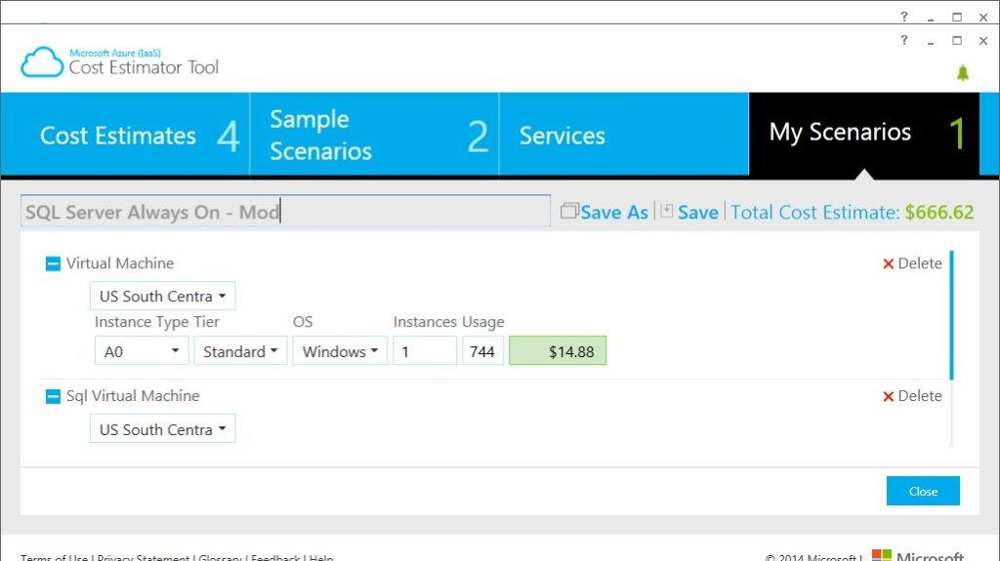 Microsoft Azure (IaaS)
Cost Estimator Tool
Cost Estimates 4
Sample Scenarios 2
Services
My Scenarios 1
SQL Server Always On - Mod
Save As Save Total Cost Estimate: $666.62
Virtual Machine Delete
US South Centra
Instance Type Tier OS Instances Usage
A0 Standard Windows 1 744 $14.88
Sql Virtual Machine Delete
US South Centra
Close
Terms of Use | Privacy Statement | Glossary | Feedback | Help © 2014 Microsoft | Microsoft